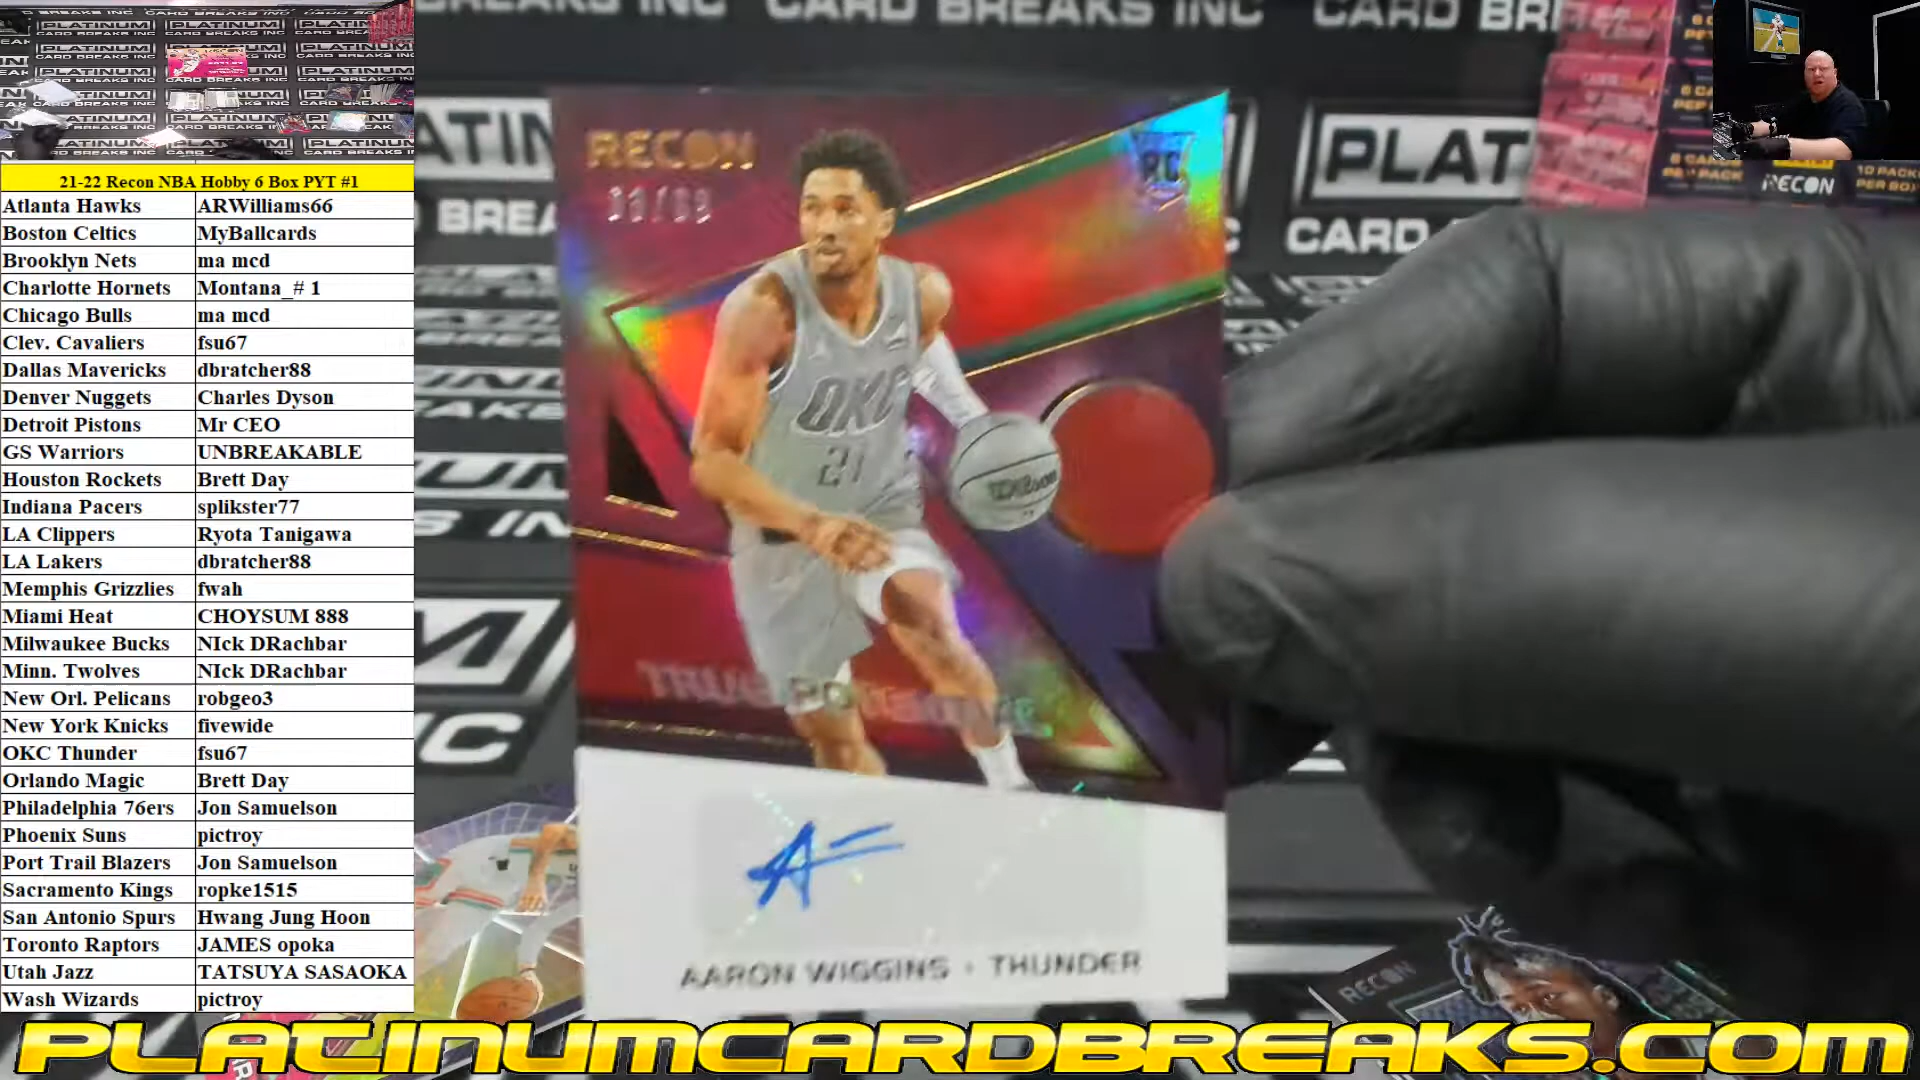 21-22 Recon NBA Hobby 6 Box PYT #1
Atlanta Hawks ARWilliams66
Boston Celtics MyBallcards
Brooklyn Nets ma mcd
Charlotte Hornets Montana_# 1
Chicago Bulls ma mcd
Clev. Cavaliers fsu67
Dallas Mavericks dbratcher88
Denver Nuggets Charles Dyson
Detroit Pistons Mr CEO
GS Warriors UNBREAKABLE
Houston Rockets Brett Day
Indiana Pacers splikster77
LA Clippers Ryota Tanigawa
LA Lakers dbratcher88
Memphis Grizzlies fwah
Miami Heat CHOYSUM 888
Milwaukee Bucks NIck DRachbar
Minn. Twolves NIck DRachbar
New Orl. Pelicans robgeo3
New York Knicks fivewide
OKC Thunder fsu67
Orlando Magic Brett Day
Philadelphia 76ers Jon Samuelson
Phoenix Suns pictroy
Port Trail Blazers Jon Samuelson
Sacramento Kings ropke1515
San Antonio Spurs Hwang Jung Hoon
Toronto Raptors JAMES opoka
Utah Jazz TATSUYA SASAOKA
Wash Wizards pictroy
CARD BREAKS INC
RECON
RC
OKC
21
Wilson
AARON WIGGINS · THUNDER
RECON
RECON
PLATINUMCARDBREAKS.COM